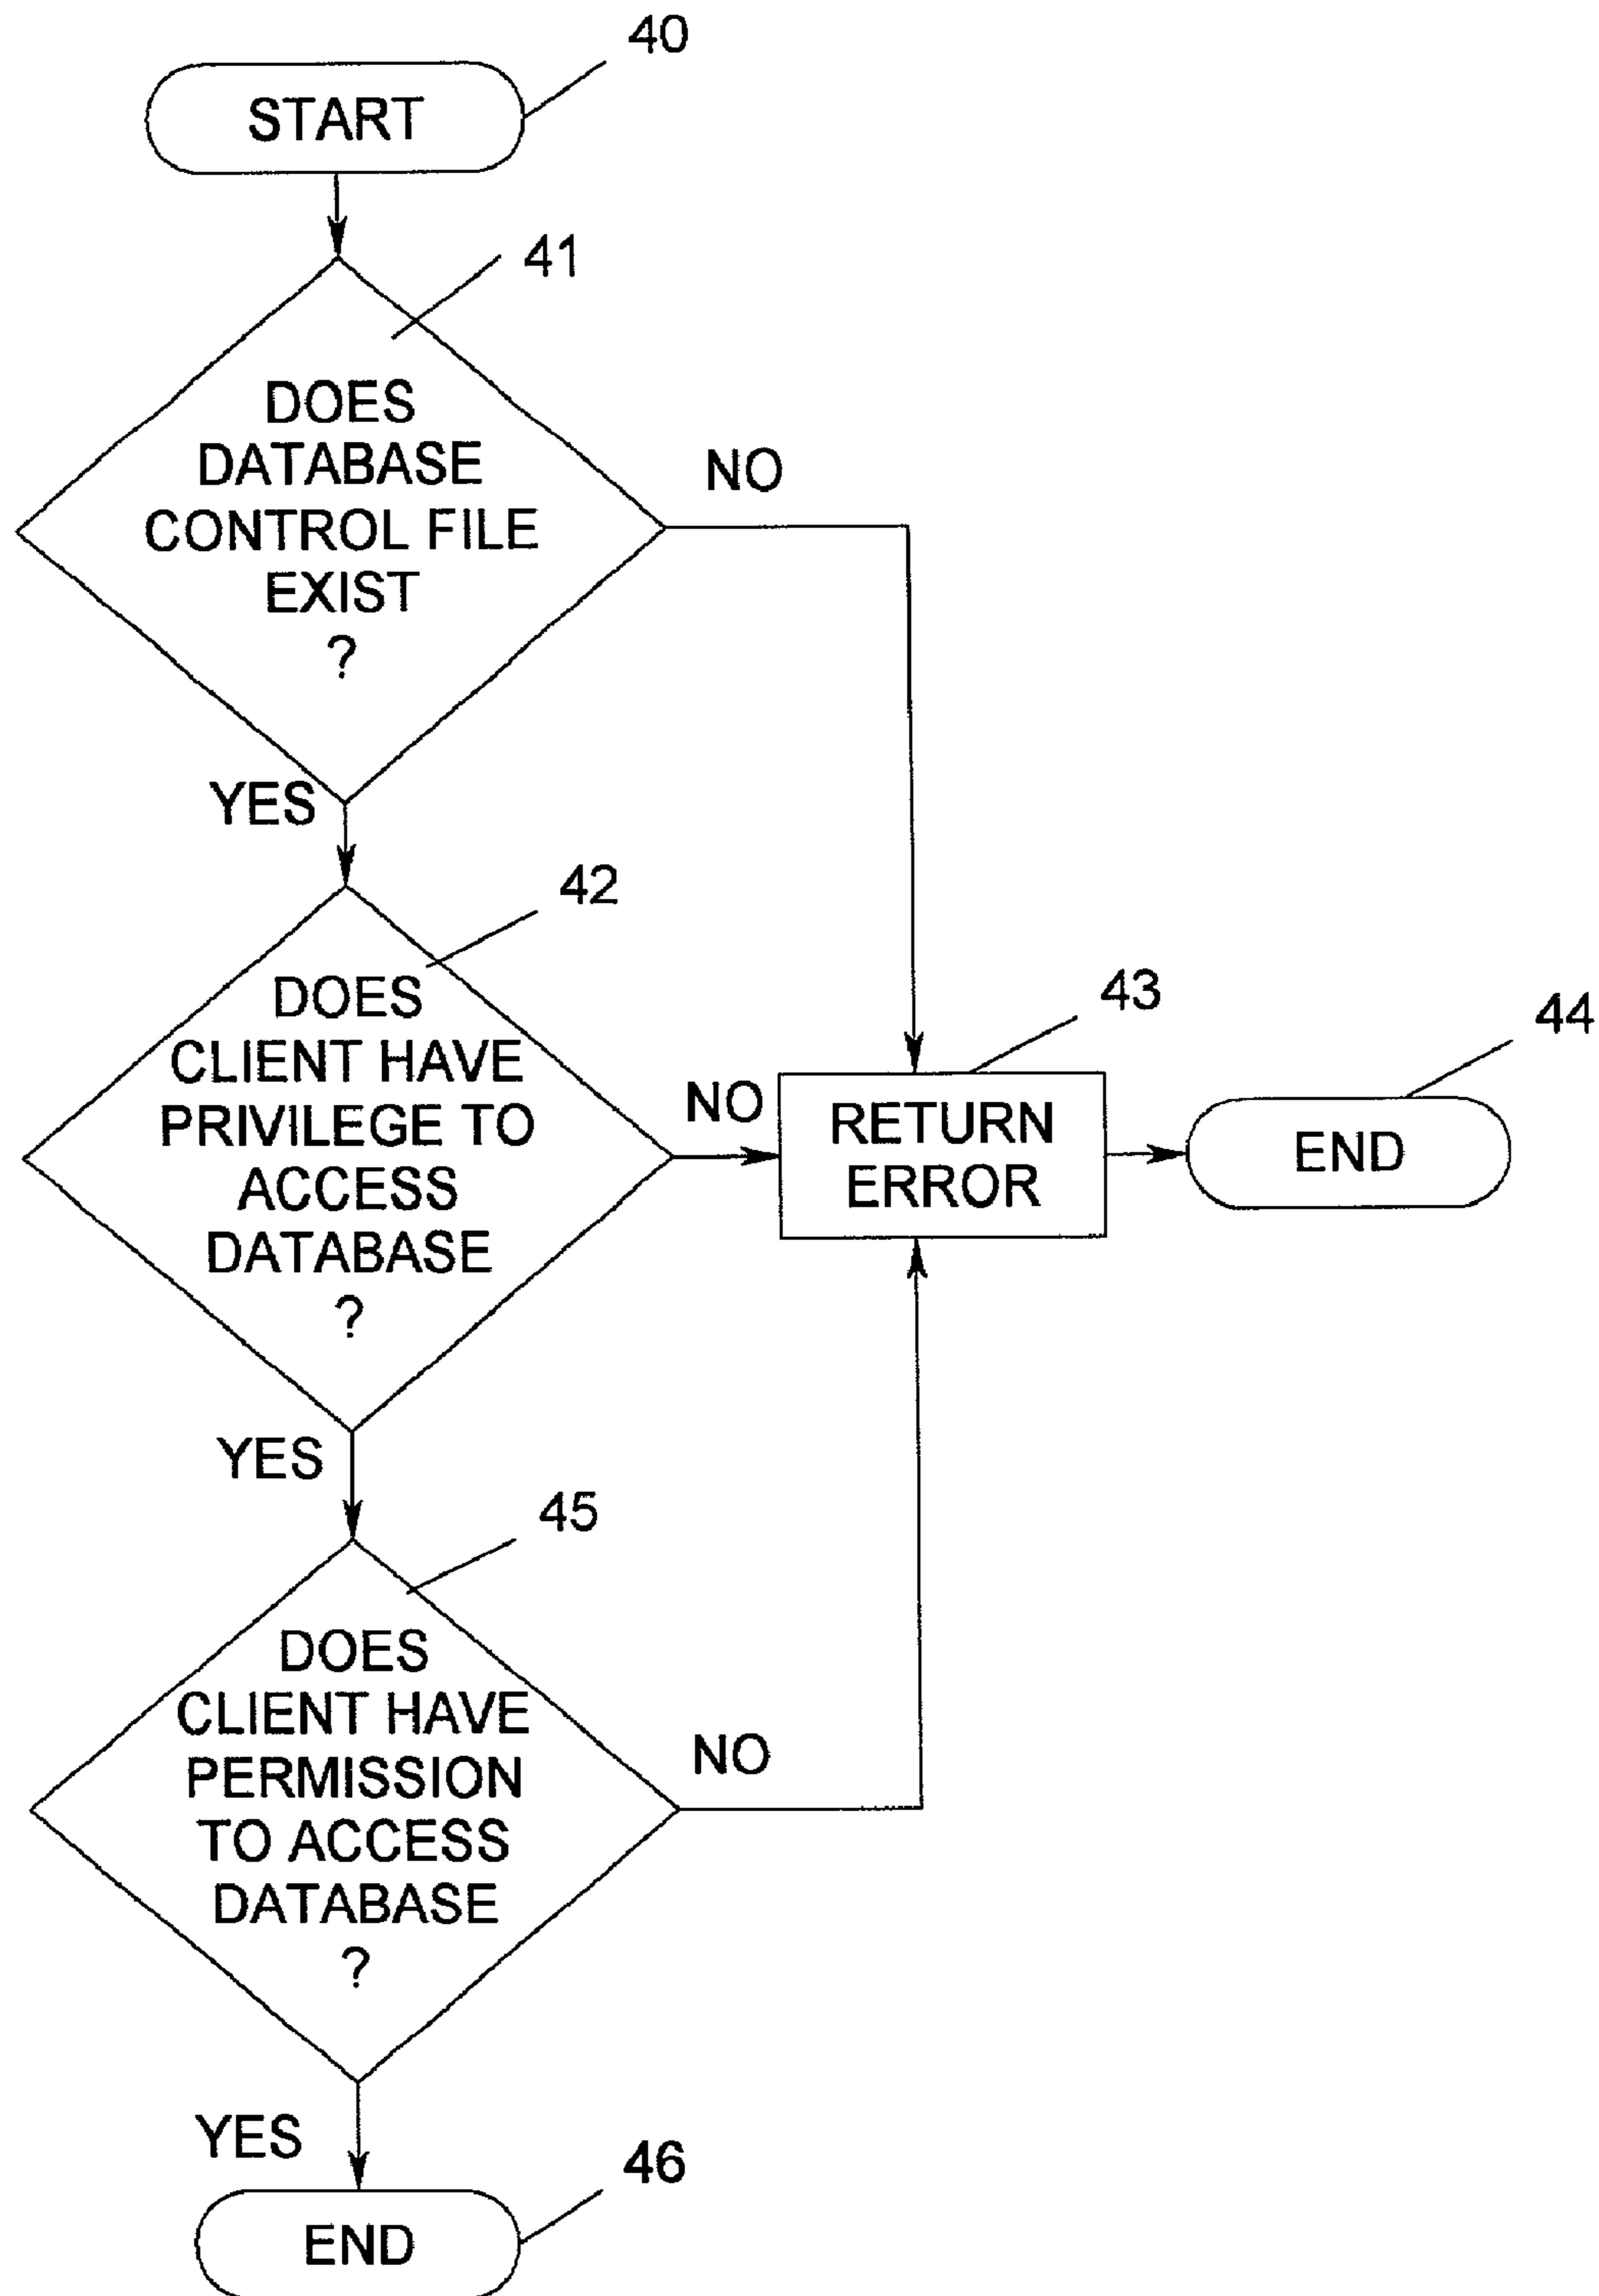 40
START
41
DOES
DATABASE
CONTROL FILE
EXIST
?
NO
YES
42
DOES
CLIENT HAVE
PRIVILEGE TO
ACCESS
DATABASE
?
NO
43
RETURN
ERROR
44
END
YES
45
DOES
CLIENT HAVE
PERMISSION
TO ACCESS
DATABASE
?
NO
YES
46
END